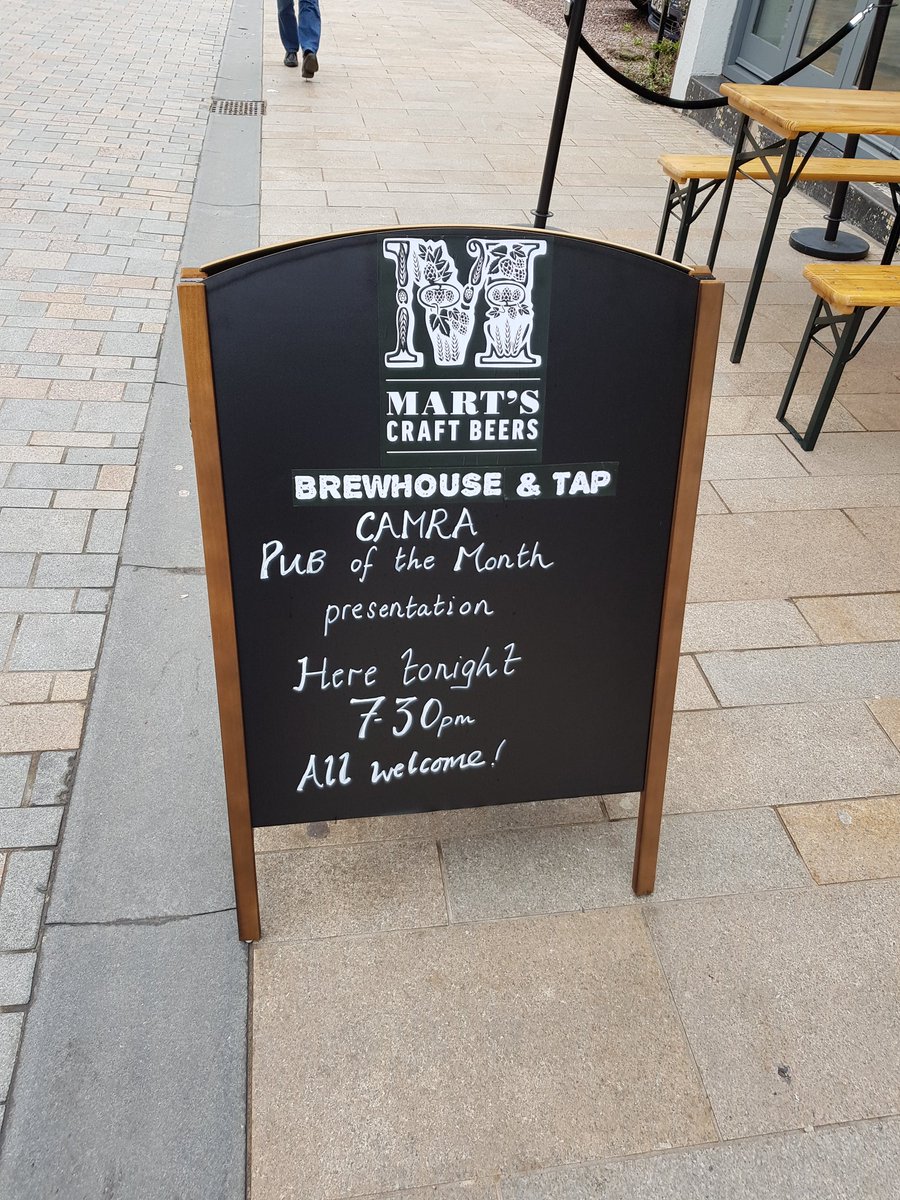 M
MART'S
CRAFT BEERS
BREWHOUSE & TAP
CAMRA
PUB of the Month
presentation
Here tonight
7-30pm
All welcome!